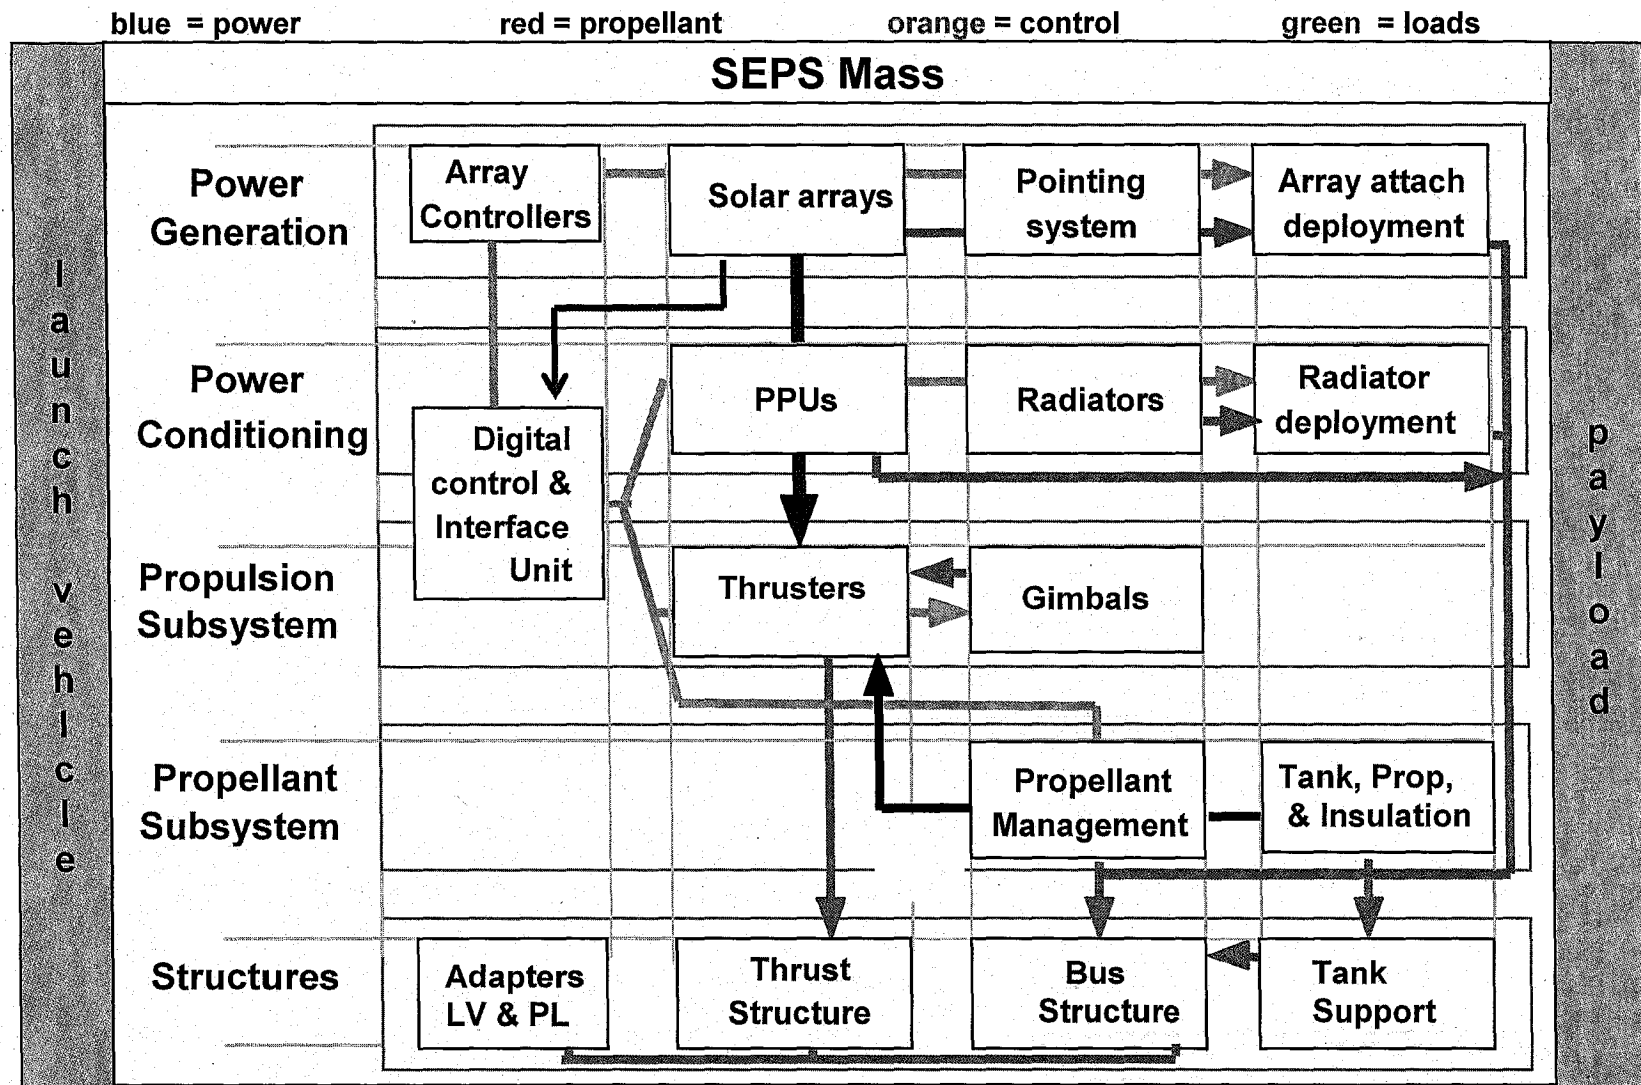 blue = power red = propellant orange = control green = loads
SEPS Mass
launch vehicle
payload
Power
Generation
Array
Controllers
Solar arrays
Pointing
system
Array attach
deployment
Power
Conditioning
Digital
control &
Interface
Unit
PPUs
Radiators
Radiator
deployment
Propulsion
Subsystem
Thrusters
Gimbals
Propellant
Subsystem
Propellant
Management
Tank, Prop,
& Insulation
Structures
Adapters
LV & PL
Thrust
Structure
Bus
Structure
Tank
Support